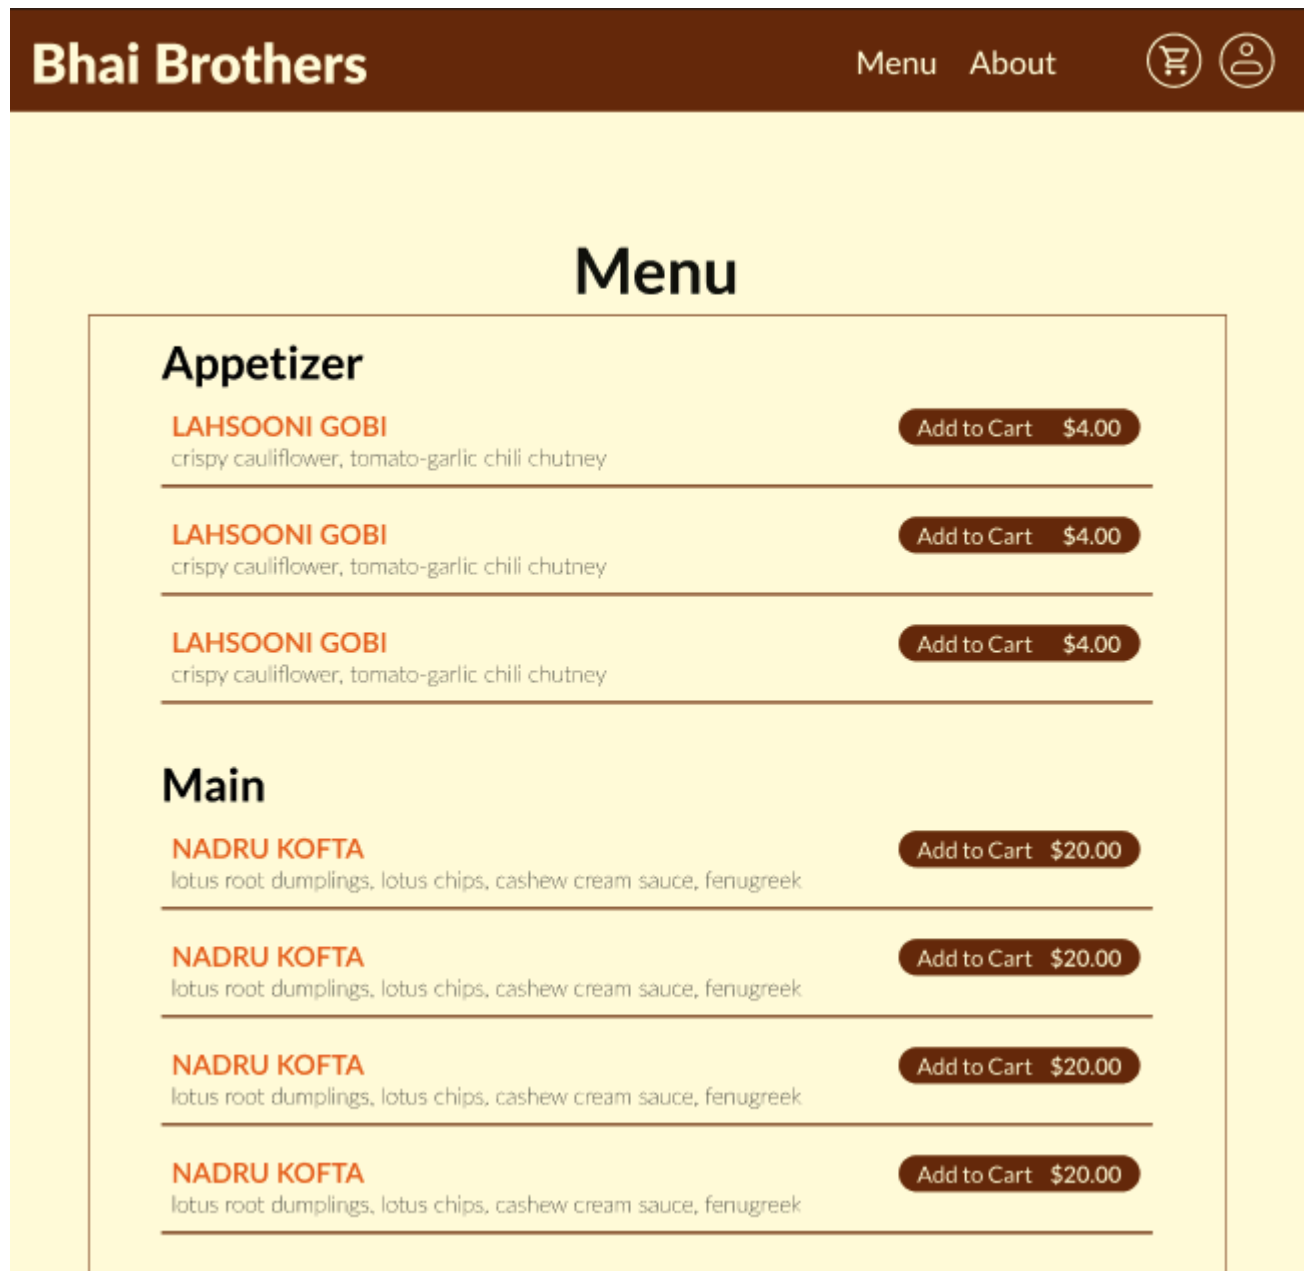 Bhai Brothers Menu About
Menu
Appetizer
LAHSOONI GOBI Add to Cart $4.00
crispy cauliflower, tomato-garlic chili chutney
LAHSOONI GOBI Add to Cart $4.00
crispy cauliflower, tomato-garlic chili chutney
LAHSOONI GOBI Add to Cart $4.00
crispy cauliflower, tomato-garlic chili chutney
Main
NADRU KOFTA Add to Cart $20.00
lotus root dumplings, lotus chips, cashew cream sauce, fenugreek
NADRU KOFTA Add to Cart $20.00
lotus root dumplings, lotus chips, cashew cream sauce, fenugreek
NADRU KOFTA Add to Cart $20.00
lotus root dumplings, lotus chips, cashew cream sauce, fenugreek
NADRU KOFTA Add to Cart $20.00
lotus root dumplings, lotus chips, cashew cream sauce, fenugreek